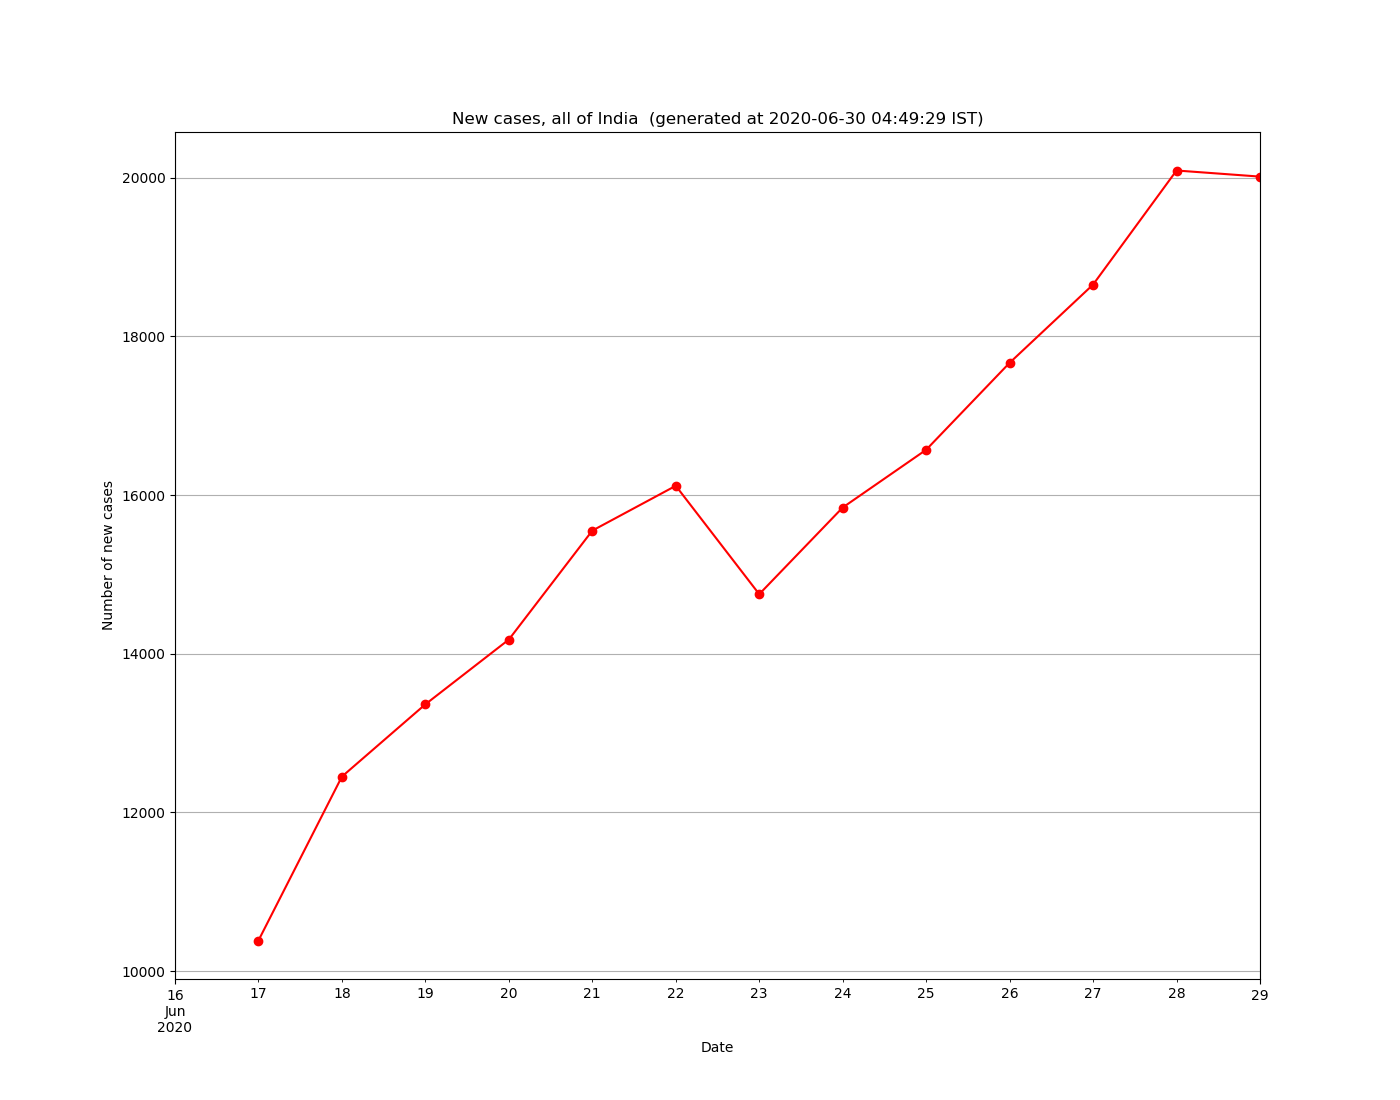 New cases, all of India  (generated at 2020-06-30 04:49:29 IST)
20000
18000
16000
14000
12000
10000
Number of new cases
16 17 18 19 20 21 22 23 24 25 26 27 28 29
Jun
2020
Date